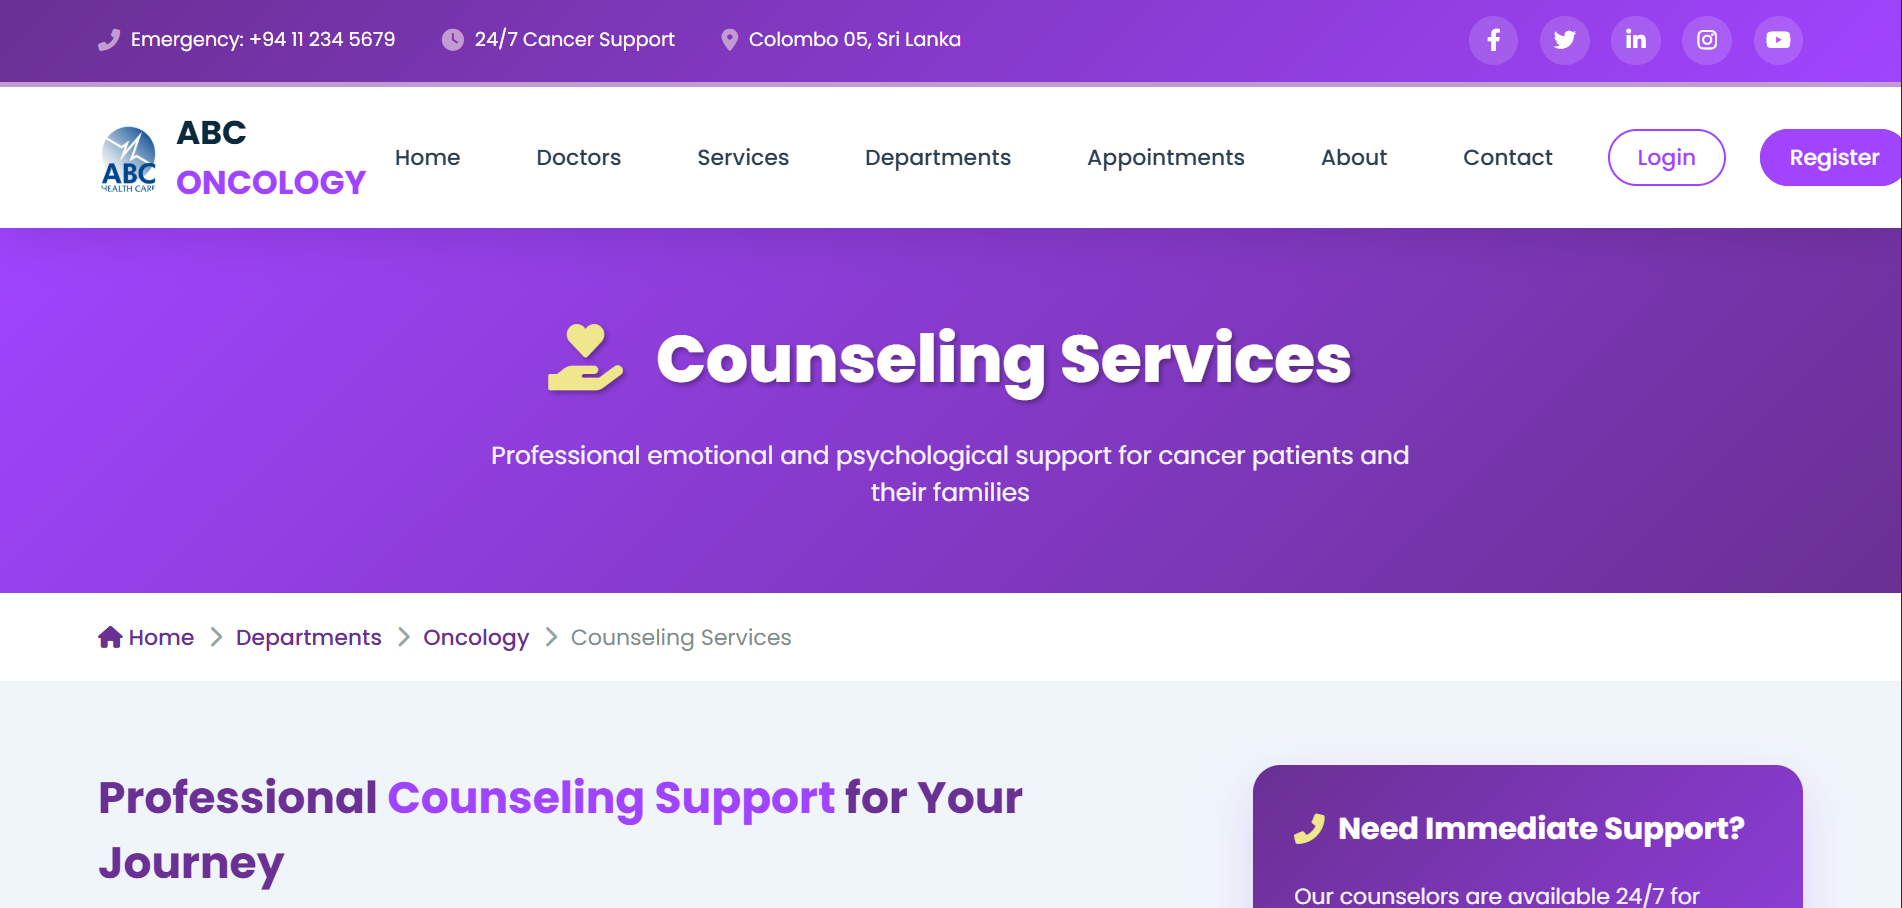 Emergency: +94 11 234 5679
24/7 Cancer Support
Colombo 05, Sri Lanka
ABC
HEALTH CARE
ABC
ONCOLOGY
Home
Doctors
Services
Departments
Appointments
About
Contact
Login
Register
Counseling Services
Professional emotional and psychological support for cancer patients and
their families
Home
Departments
Oncology
Counseling Services
Professional Counseling Support for Your
Journey
Need Immediate Support?
Our counselors are available 24/7 for